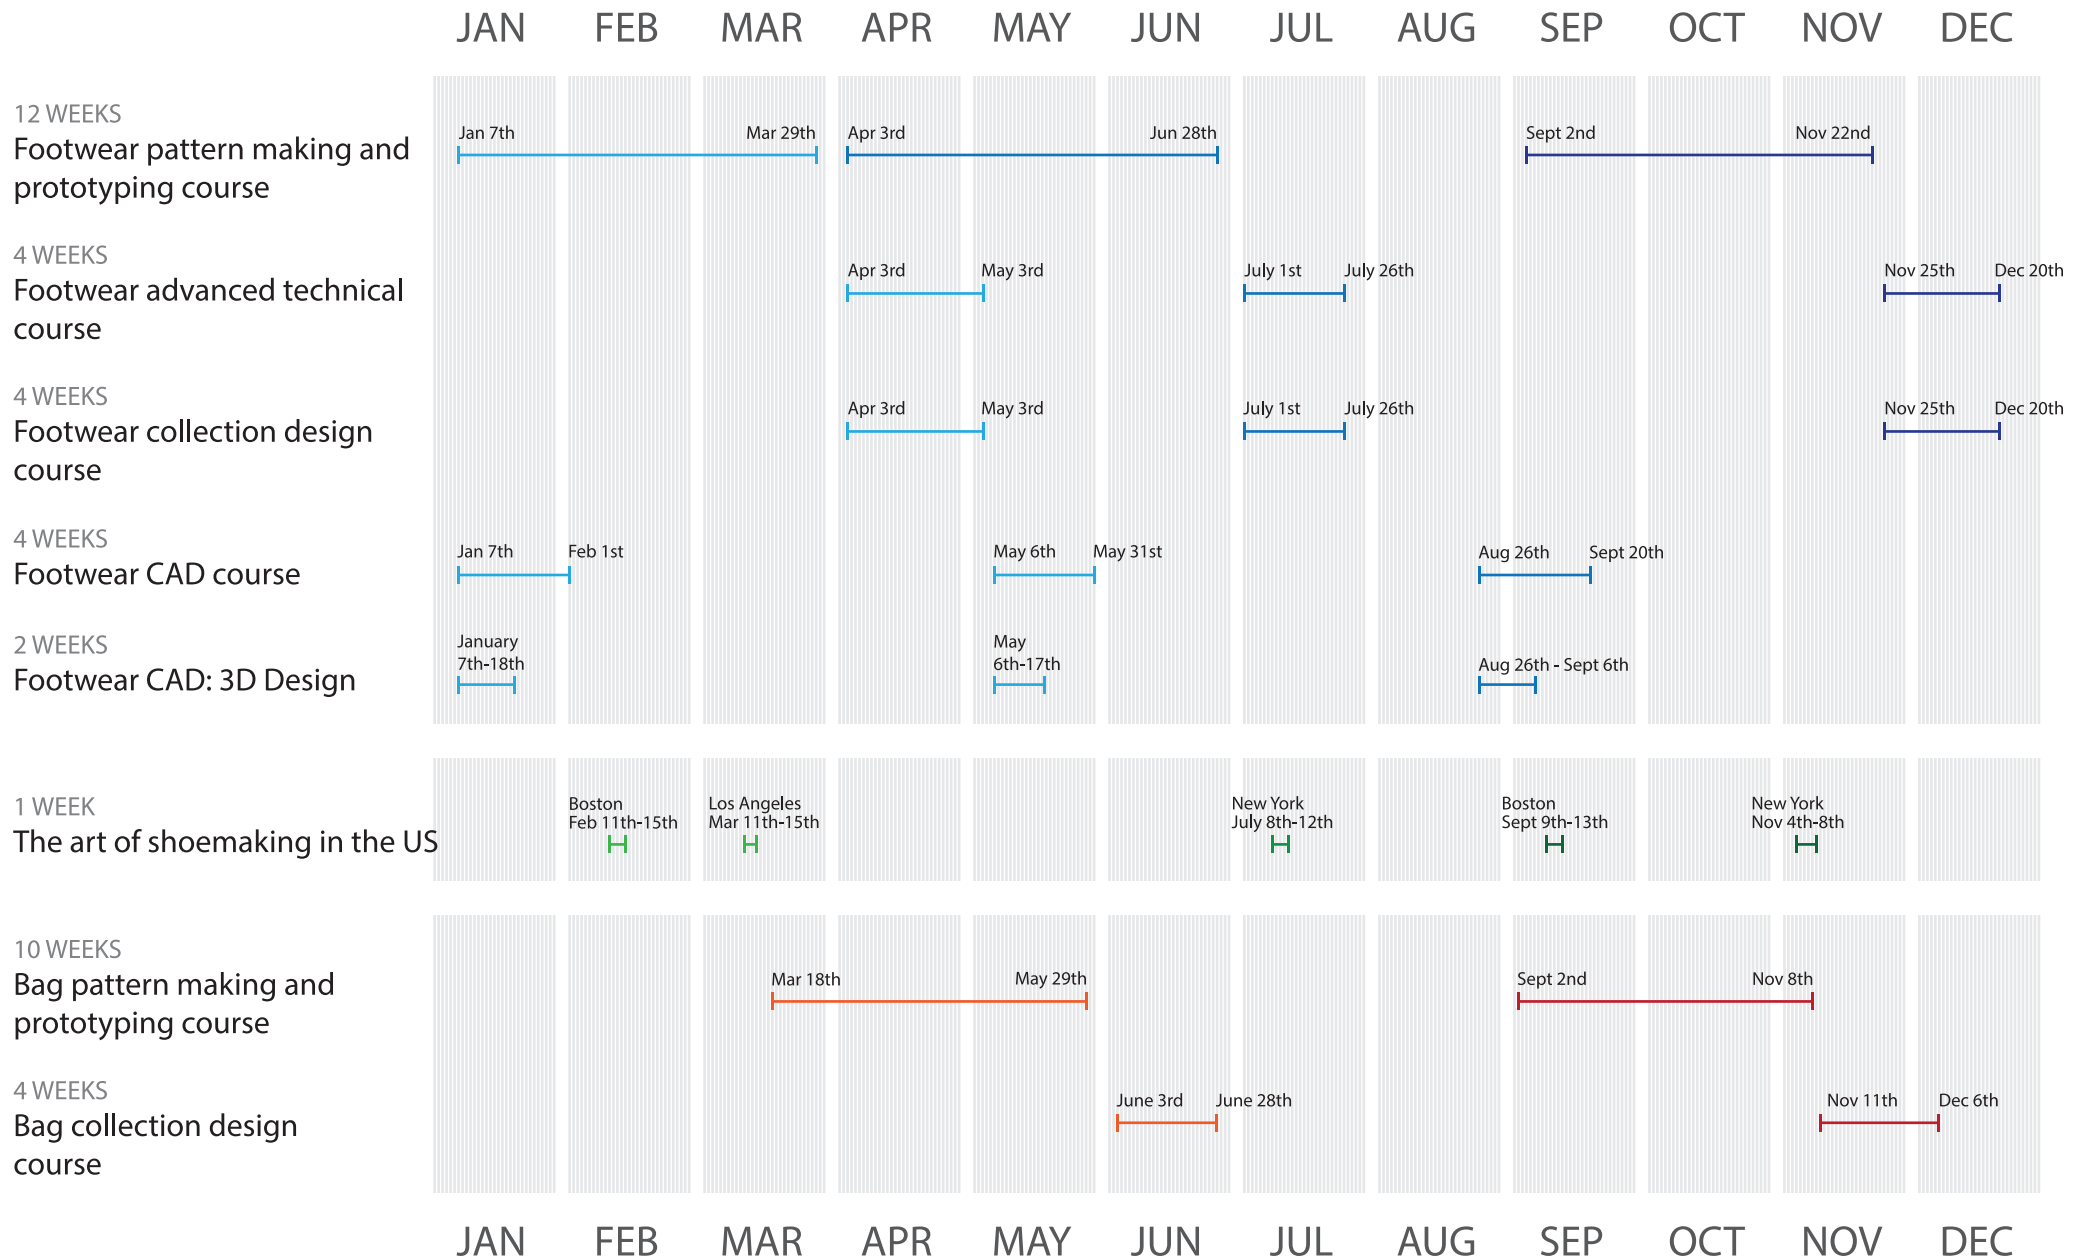 JAN FEB MAR APR MAY JUN JUL AUG SEP OCT NOV DEC
12 WEEKS
Footwear pattern making and
prototyping course
Jan 7th Mar 29th Apr 3rd Jun 28th Sept 2nd Nov 22nd
4 WEEKS
Footwear advanced technical
course
Apr 3rd May 3rd July 1st July 26th Nov 25th Dec 20th
4 WEEKS
Footwear collection design
course
Apr 3rd May 3rd July 1st July 26th Nov 25th Dec 20th
4 WEEKS
Footwear CAD course
Jan 7th Feb 1st May 6th May 31st Aug 26th Sept 20th
2 WEEKS
Footwear CAD: 3D Design
January
7th-18th
May
6th-17th
Aug 26th - Sept 6th
1 WEEK
The art of shoemaking in the US
Boston
Feb 11th-15th
Los Angeles
Mar 11th-15th
New York
July 8th-12th
Boston
Sept 9th-13th
New York
Nov 4th-8th
10 WEEKS
Bag pattern making and
prototyping course
Mar 18th May 29th Sept 2nd Nov 8th
4 WEEKS
Bag collection design
course
June 3rd June 28th Nov 11th Dec 6th
JAN FEB MAR APR MAY JUN JUL AUG SEP OCT NOV DEC